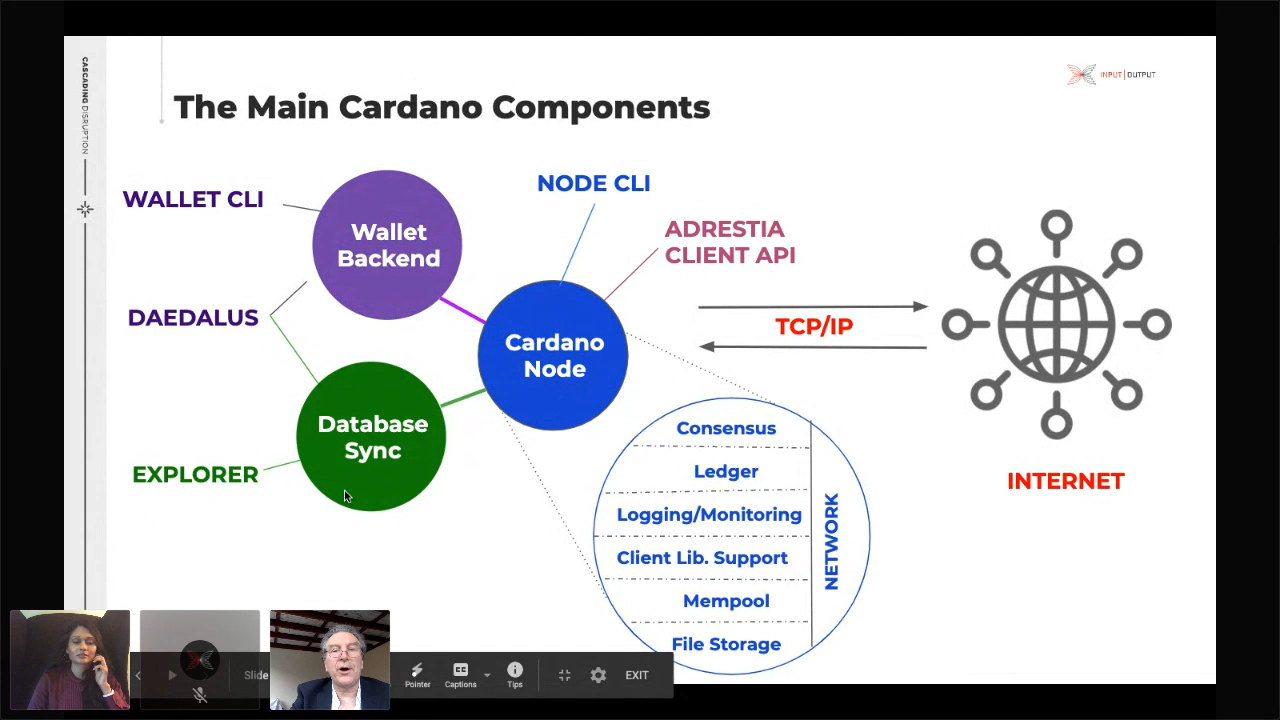 CASCADING DISRUPTION
INPUT | OUTPUT
The Main Cardano Components
WALLET CLI
Wallet
Backend
NODE CLI
ADRESTIA
CLIENT API
DAEDALUS
Cardano
Node
TCP/IP
Database
Sync
EXPLORER
INTERNET
Consensus
Ledger
Logging/Monitoring
Client Lib. Support
Mempool
File Storage
NETWORK
Slide
Pointer
CC
Captions
Tips
EXIT